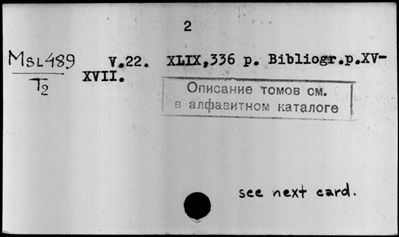 2
MSL489 V.22. XLIX,336 p. Bibliogr.p.XV-
T2 XVII.
Описание томов см.
в алфавитном каталоге
see next card.